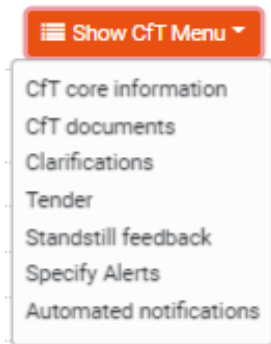 Show CfT Menu
CfT core information
CfT documents
Clarifications
Tender
Standstill feedback
Specify Alerts
Automated notifications